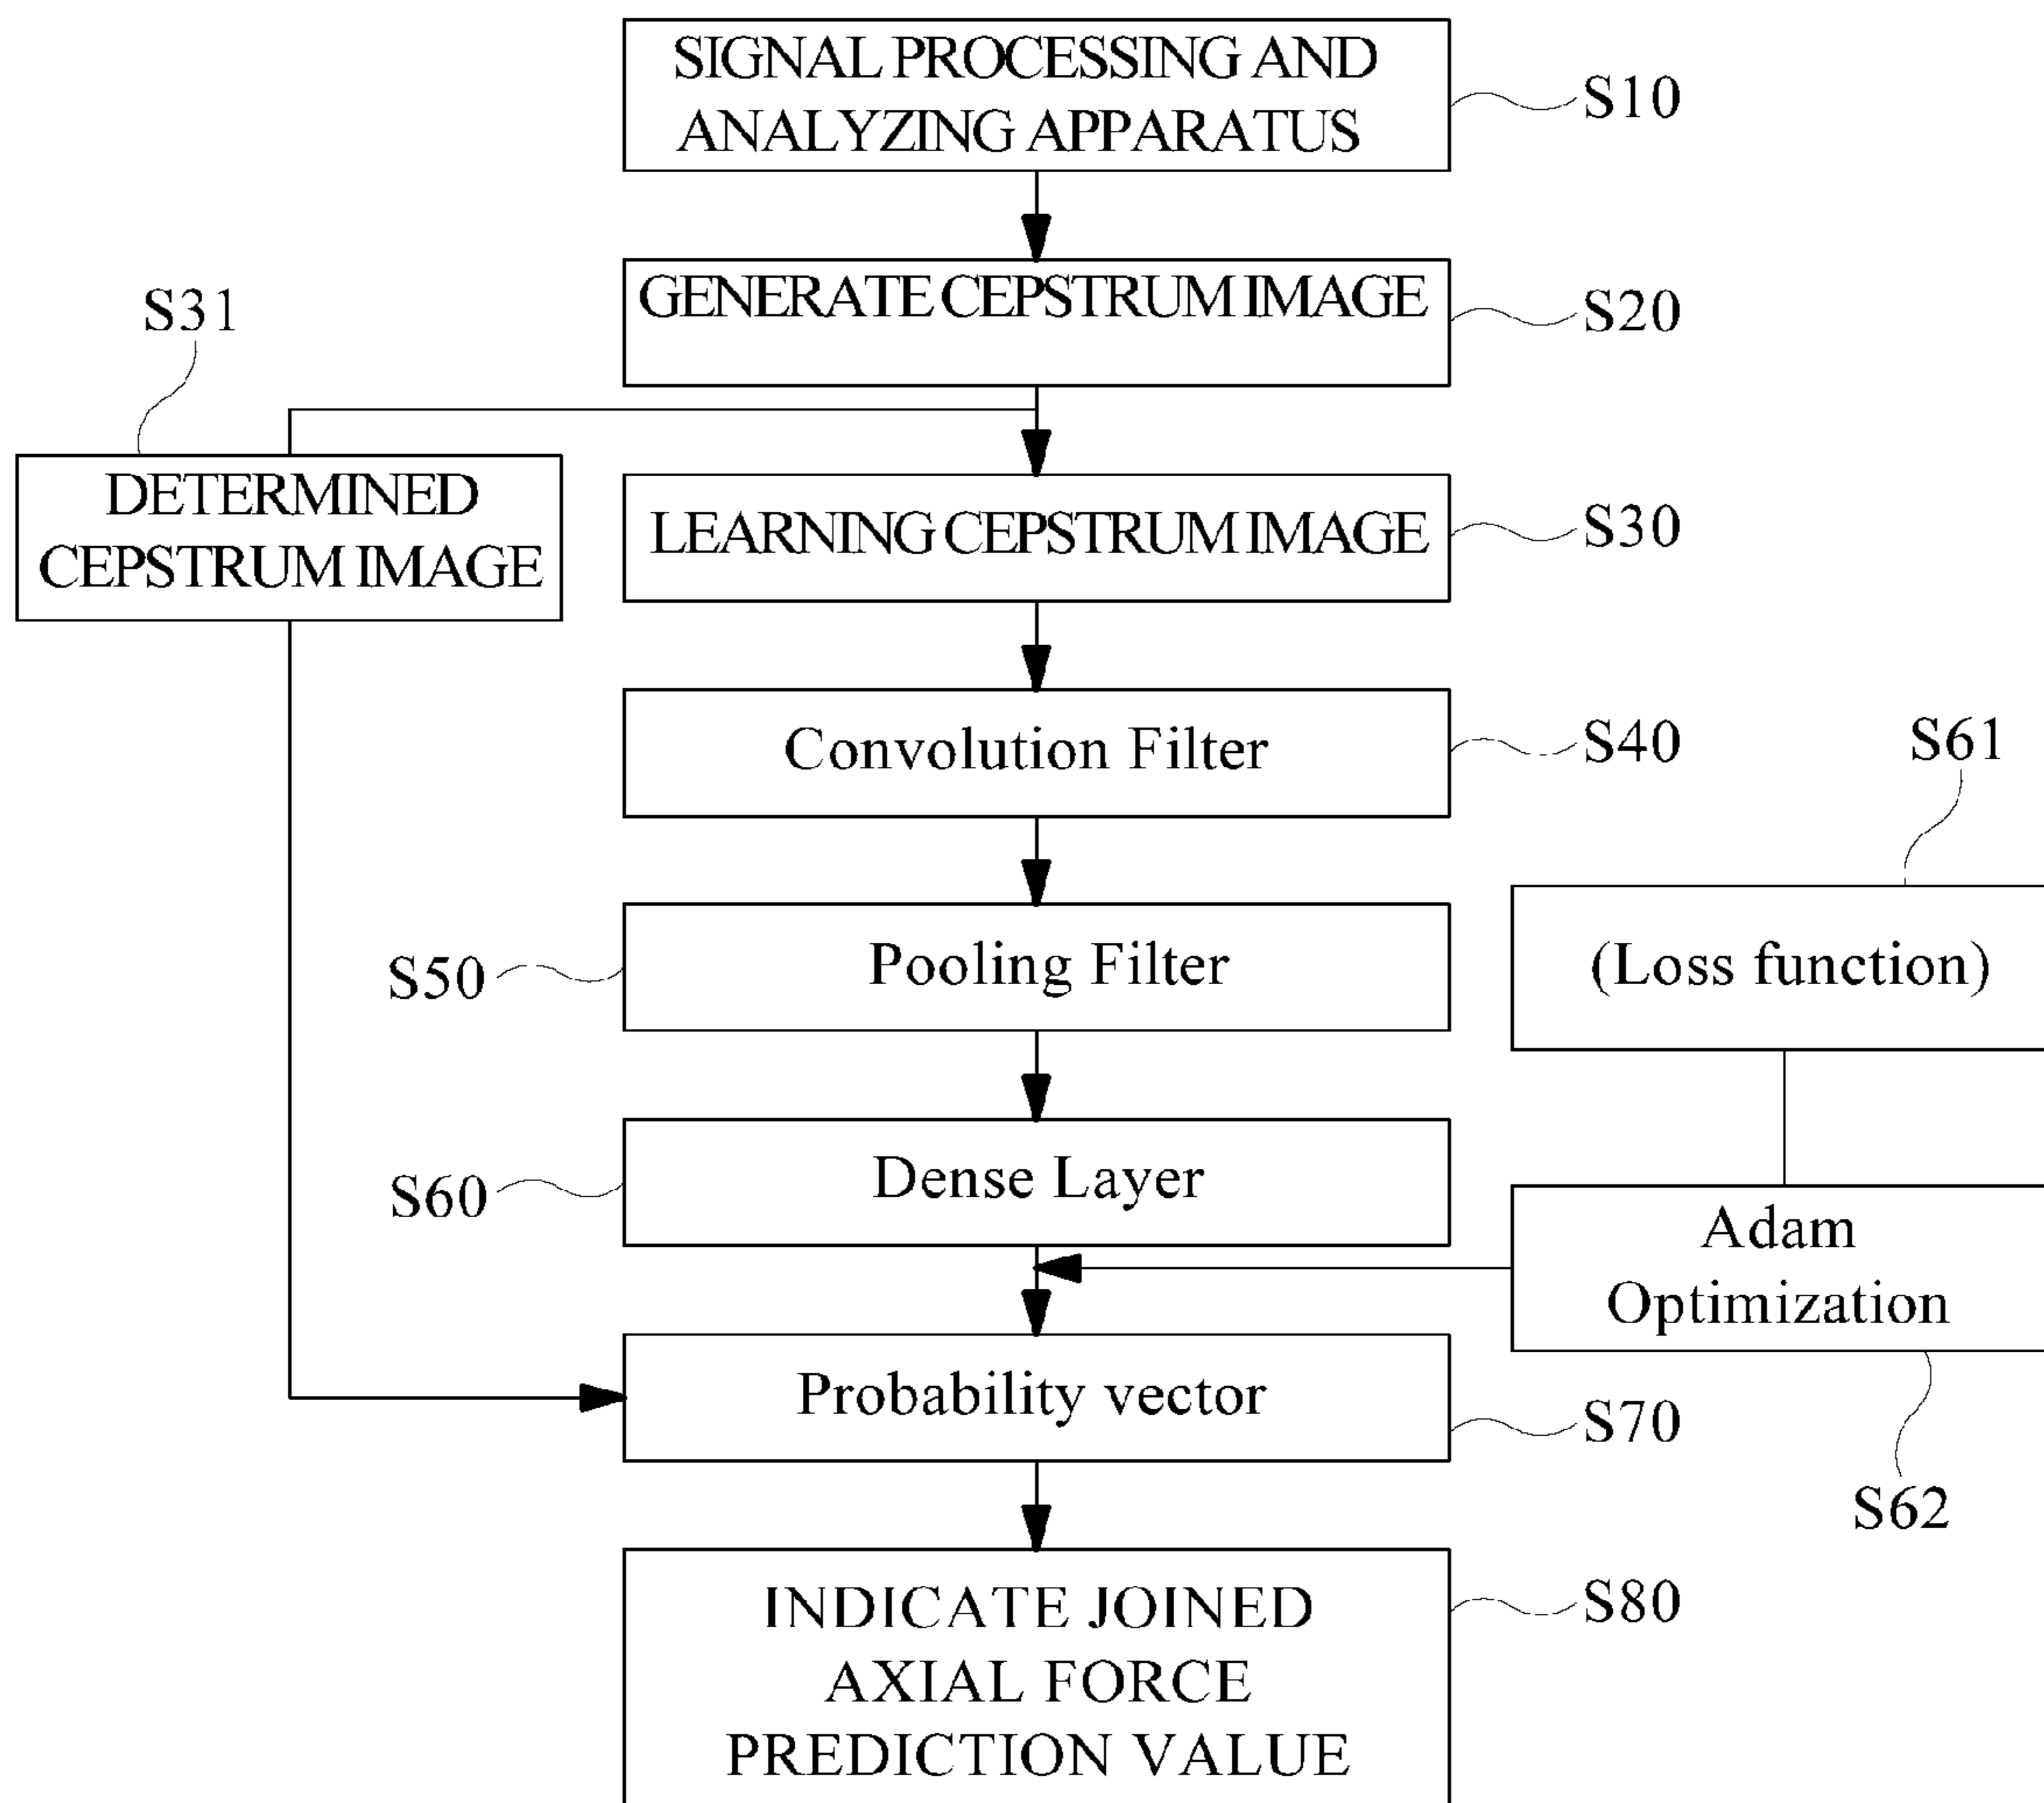 SIGNAL PROCESSING AND
ANALYZING APPARATUS
S10
GENERATE CEPSTRUM IMAGE
S20
S31
DETERMINED
CEPSTRUM IMAGE
LEARNING CEPSTRUM IMAGE
S30
Convolution Filter
S40
S61
(Loss function)
Pooling Filter
S50
Dense Layer
S60
Adam
Optimization
S62
Probability vector
S70
INDICATE JOINED
AXIAL FORCE
PREDICTION VALUE
S80